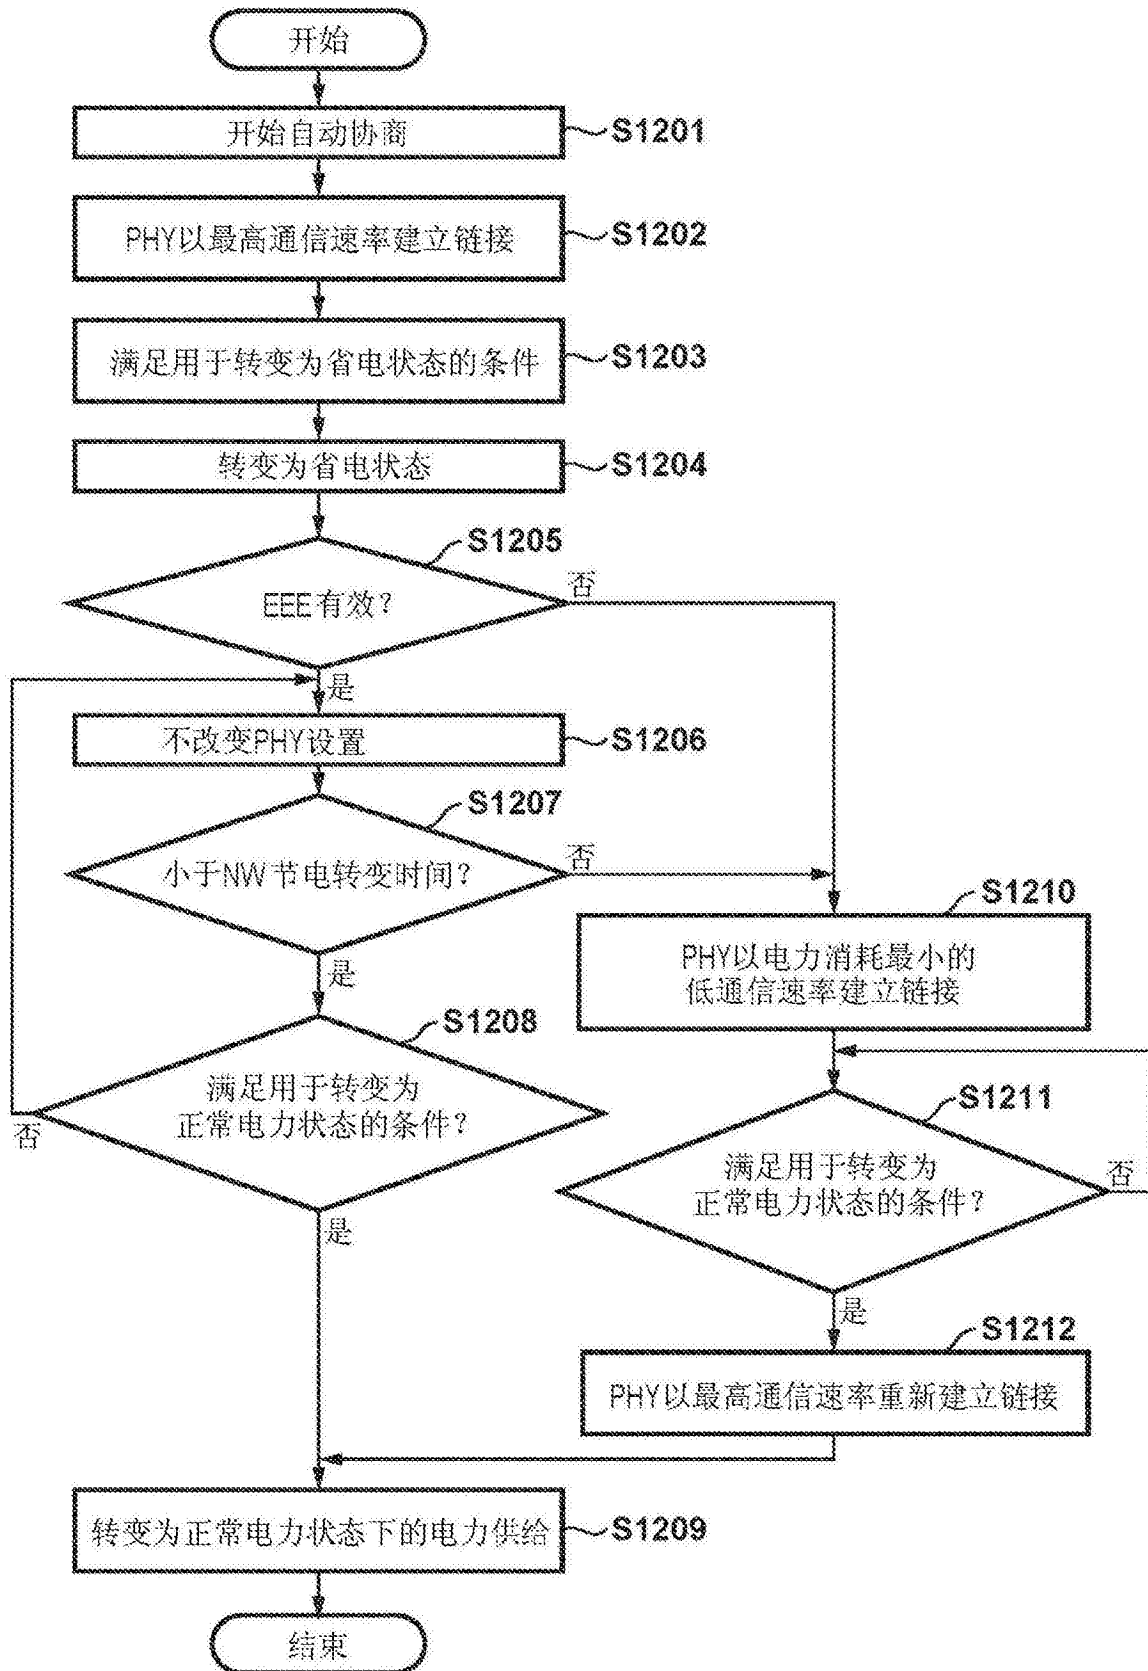 开始
开始自动协商
S1201
PHY以最高通信速率建立链接
S1202
满足用于转变为省电状态的条件
S1203
转变为省电状态
S1204
S1205
EEE有效？
否
是
不改变PHY设置
S1206
S1207
小于NW节电转变时间？
否
是
S1210
PHY以电力消耗最小的
低通信速率建立链接
S1208
满足用于转变为
正常电力状态的条件？
否
是
S1211
满足用于转变为
正常电力状态的条件？
否
是
S1212
PHY以最高通信速率重新建立链接
转变为正常电力状态下的电力供给
S1209
结束